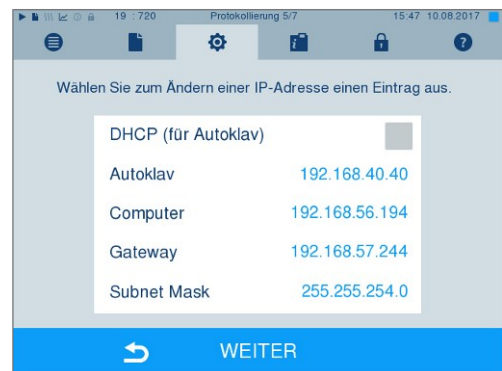 19 : 720 Protokollierung 5/7 15:47 10.08.2017
Wählen Sie zum Ändern einer IP-Adresse einen Eintrag aus.
DHCP (für Autoklav)
Autoklav 192.168.40.40
Computer 192.168.56.194
Gateway 192.168.57.244
Subnet Mask 255.255.254.0
WEITER